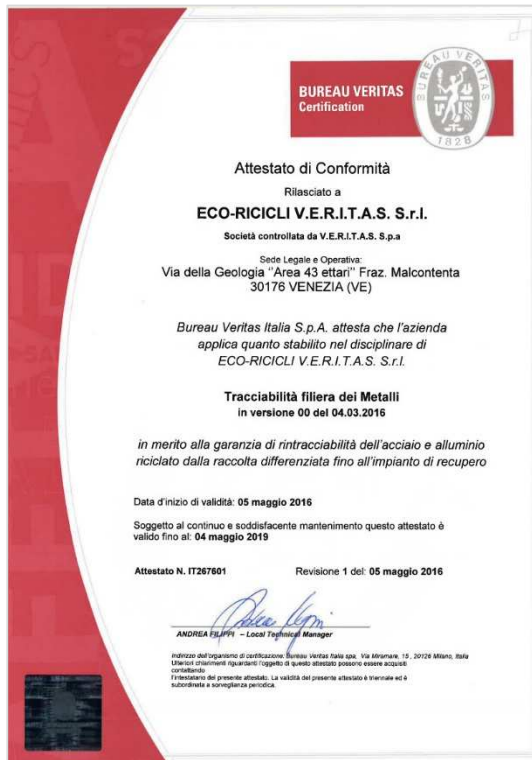 BUREAU VERITAS
Certification
BUREAU VERITAS
1828
Attestato di Conformità
Rilasciato a
ECO-RICICLI V.E.R.I.T.A.S. S.r.l.
Società controllata da V.E.R.I.T.A.S. S.p.a
Sede Legale e Operativa:
Via della Geologia "Area 43 ettari" Fraz. Malcontenta
30176 VENEZIA (VE)
Bureau Veritas Italia S.p.A. attesta che l'azienda
applica quanto stabilito nel disciplinare di
ECO-RICICLI V.E.R.I.T.A.S. S.r.l.
Tracciabilità filiera dei Metalli
in versione 00 del 04.03.2016
in merito alla garanzia di rintracciabilità dell'acciaio e alluminio
riciclato dalla raccolta differenziata fino all'impianto di recupero
Data d'inizio di validità: 05 maggio 2016
Soggetto al continuo e soddisfacente mantenimento questo attestato è
valido fino al: 04 maggio 2019
Attestato N. IT267601 Revisione 1 del: 05 maggio 2016
ANDREA FILIPPI – Local Technical Manager
Indirizzo dell'organismo di certificazione: Bureau Veritas Italia spa, Via Miramare, 15, 20126 Milano, Italia
Ulteriori chiarimenti riguardanti l'oggetto di questo attestato possono essere acquisiti
contattando
l'intestatario del presente attestato. La validità del presente attestato è triennale ed è
subordinata a sorveglianza periodica.